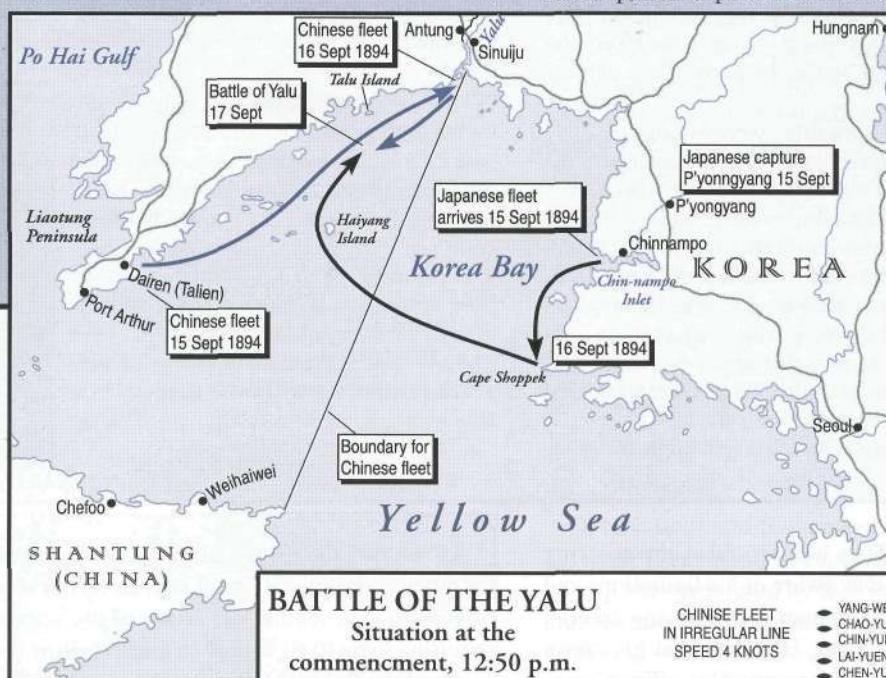 Po Hai Gulf
Chinese fleet
16 Sept 1894
Antung
Yalu
Sinuiju
Hungnam
Talu Island
Battle of Yalu
17 Sept
Japanese capture
P'yonngyang 15 Sept
P'yongyang
Japanese fleet
arrives 15 Sept 1894
Liaotung
Peninsula
Haiyang
Island
Korea Bay
Chinnampo
KOREA
Chin-nampo
Inlet
Dairen (Talien)
Port Arthur
Chinese fleet
15 Sept 1894
16 Sept 1894
Cape Shoppek
Seoul
Boundary for
Chinese fleet
Weihaiwei
Chefoo
Yellow Sea
SHANTUNG
(CHINA)
BATTLE OF THE YALU
Situation at the
commencment, 12:50 p.m.
CHINISE FLEET
IN IRREGULAR LINE
SPEED 4 KNOTS
LAI-YUEN